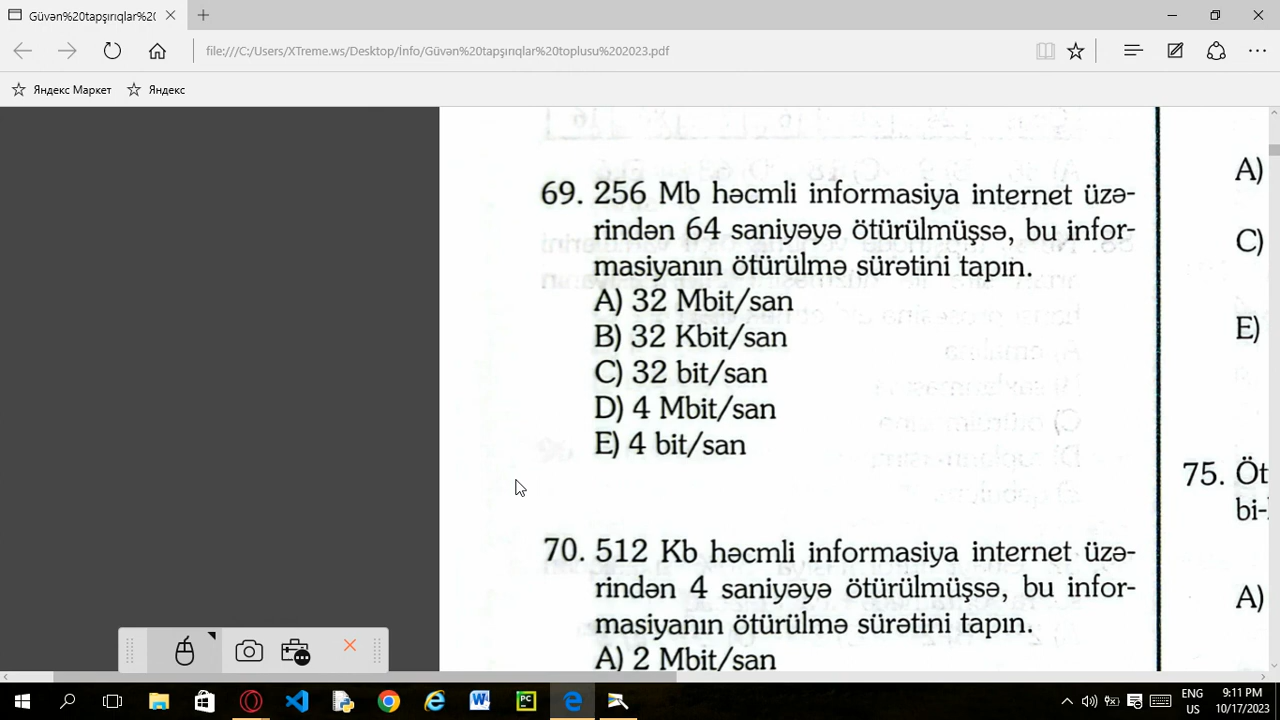 Güvən%20tapşırıqlar%20
file:///C:/Users/XTreme.ws/Desktop/İnfo/Güvən%20tapşırıqlar%20toplusu%202023.pdf
Яндекс Маркет
Яндекс
69. 256 Mb həcmli informasiya internet üzə-
rindən 64 saniyəyə ötürülmüşsə, bu infor-
masiyanın ötürülmə sürətini tapın.
A) 32 Mbit/san
B) 32 Kbit/san
C) 32 bit/san
D) 4 Mbit/san
E) 4 bit/san
70. 512 Kb həcmli informasiya internet üzə-
rindən 4 saniyəyə ötürülmüşsə, bu infor-
masiyanın ötürülmə sürətini tapın.
A) 2 Mbit/san
A)
C)
E)
75. Öt
bi-
A)
ENG
US
9:11 PM
10/17/2023